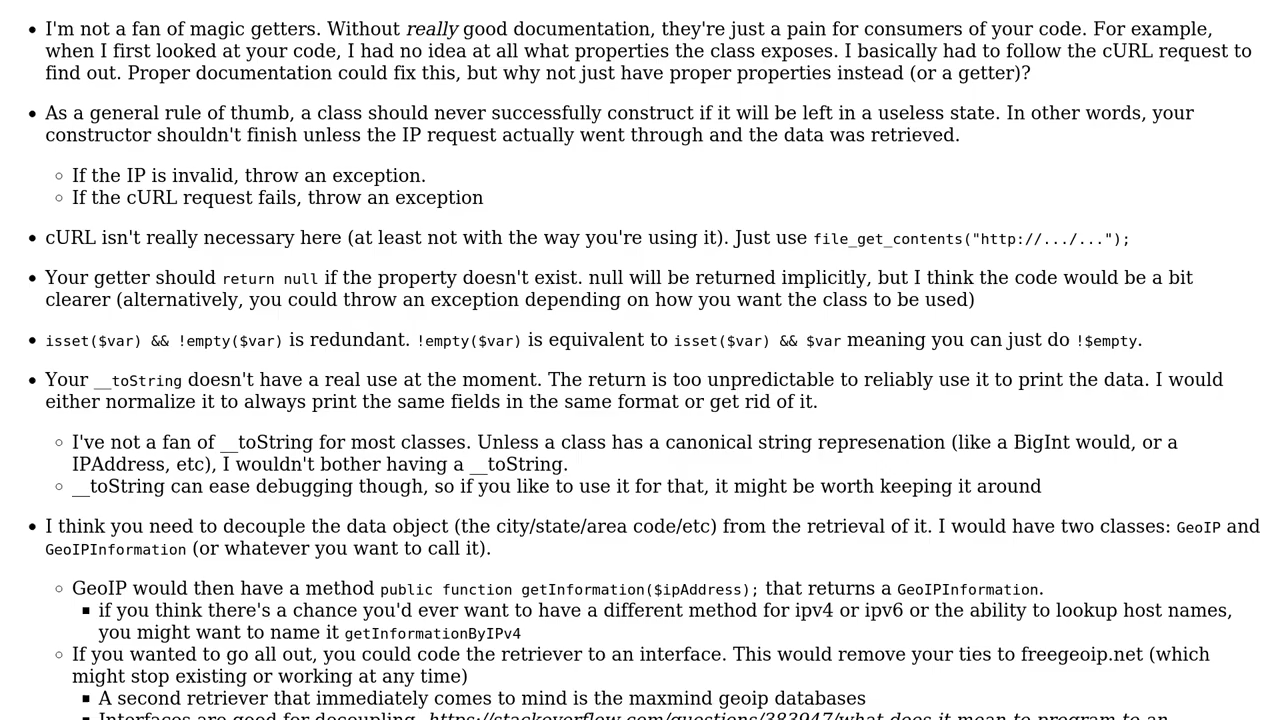 I'm not a fan of magic getters. Without really good documentation, they're just a pain for consumers of your code. For example,
when I first looked at your code, I had no idea at all what properties the class exposes. I basically had to follow the cURL request to
find out. Proper documentation could fix this, but why not just have proper properties instead (or a getter)?
As a general rule of thumb, a class should never successfully construct if it will be left in a useless state. In other words, your
constructor shouldn't finish unless the IP request actually went through and the data was retrieved.
If the IP is invalid, throw an exception.
If the cURL request fails, throw an exception
cURL isn't really necessary here (at least not with the way you're using it). Just use file_get_contents("http://.../...");
Your getter should return null if the property doesn't exist. null will be returned implicitly, but I think the code would be a bit
clearer (alternatively, you could throw an exception depending on how you want the class to be used)
isset($var) && !empty($var) is redundant. !empty($var) is equivalent to isset($var) && $var meaning you can just do !$empty.
Your __toString doesn't have a real use at the moment. The return is too unpredictable to reliably use it to print the data. I would
either normalize it to always print the same fields in the same format or get rid of it.
I've not a fan of __toString for most classes. Unless a class has a canonical string represenation (like a BigInt would, or a
IPAddress, etc), I wouldn't bother having a __toString.
__toString can ease debugging though, so if you like to use it for that, it might be worth keeping it around
I think you need to decouple the data object (the city/state/area code/etc) from the retrieval of it. I would have two classes: GeoIP and
GeoIPInformation (or whatever you want to call it).
GeoIP would then have a method public function getInformation($ipAddress); that returns a GeoIPInformation.
if you think there's a chance you'd ever want to have a different method for ipv4 or ipv6 or the ability to lookup host names,
you might want to name it getInformationByIPv4
If you wanted to go all out, you could code the retriever to an interface. This would remove your ties to freegeoip.net (which
might stop existing or working at any time)
A second retriever that immediately comes to mind is the maxmind geoip databases
Interfaces are good for decoupling. https://stackoverflow.com/questions/383947/what-does-it-mean-to-program-to-an